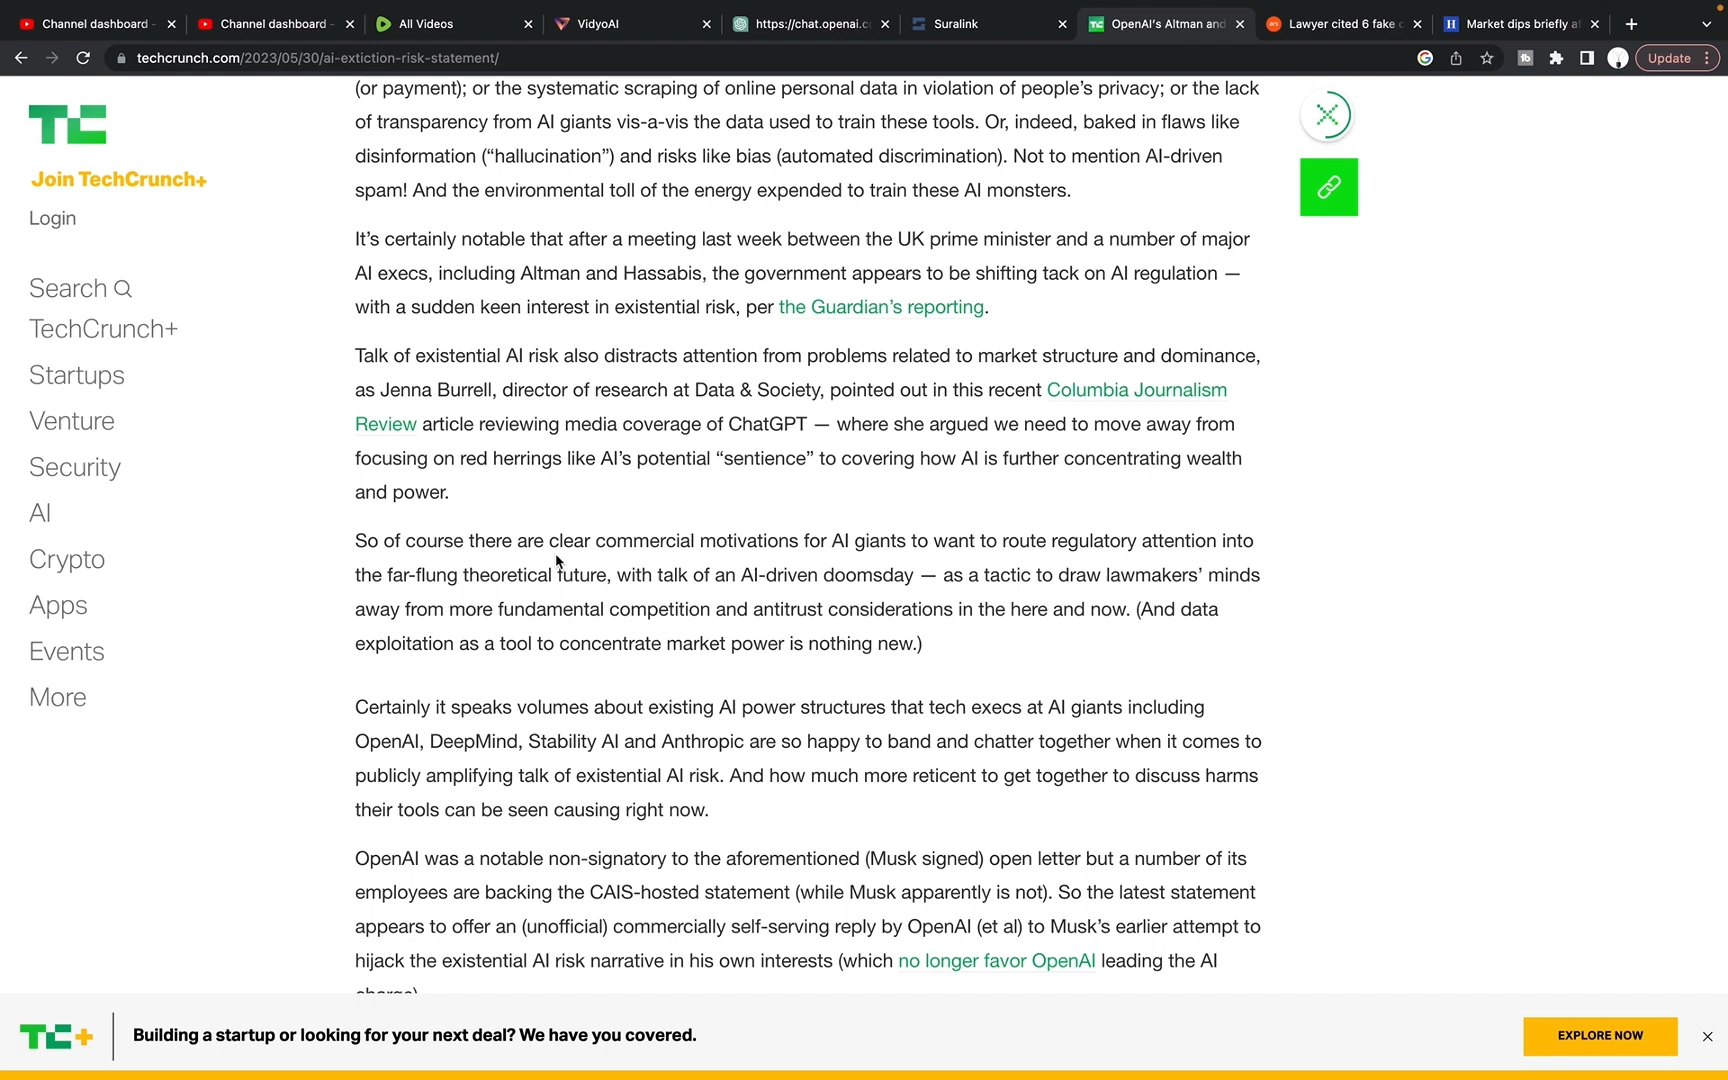 Channel dashboard -
Channel dashboard -
All Videos
VidyoAI
https://chat.openai.c
Suralink
OpenAI's Altman and
Lawyer cited 6 fake c
Market dips briefly a
techcrunch.com/2023/05/30/ai-extiction-risk-statement/
Update
Join TechCrunch+
Login
Search
TechCrunch+
Startups
Venture
Security
AI
Crypto
Apps
Events
More
(or payment); or the systematic scraping of online personal data in violation of people's privacy; or the lack
of transparency from AI giants vis-a-vis the data used to train these tools. Or, indeed, baked in flaws like
disinformation (“hallucination”) and risks like bias (automated discrimination). Not to mention AI-driven
spam! And the environmental toll of the energy expended to train these AI monsters.
It's certainly notable that after a meeting last week between the UK prime minister and a number of major
AI execs, including Altman and Hassabis, the government appears to be shifting tack on AI regulation —
with a sudden keen interest in existential risk, per the Guardian's reporting.
Talk of existential AI risk also distracts attention from problems related to market structure and dominance,
as Jenna Burrell, director of research at Data & Society, pointed out in this recent Columbia Journalism
Review article reviewing media coverage of ChatGPT — where she argued we need to move away from
focusing on red herrings like AI's potential “sentience” to covering how AI is further concentrating wealth
and power.
So of course there are clear commercial motivations for AI giants to want to route regulatory attention into
the far-flung theoretical future, with talk of an AI-driven doomsday — as a tactic to draw lawmakers' minds
away from more fundamental competition and antitrust considerations in the here and now. (And data
exploitation as a tool to concentrate market power is nothing new.)
Certainly it speaks volumes about existing AI power structures that tech execs at AI giants including
OpenAI, DeepMind, Stability AI and Anthropic are so happy to band and chatter together when it comes to
publicly amplifying talk of existential AI risk. And how much more reticent to get together to discuss harms
their tools can be seen causing right now.
OpenAI was a notable non-signatory to the aforementioned (Musk signed) open letter but a number of its
employees are backing the CAIS-hosted statement (while Musk apparently is not). So the latest statement
appears to offer an (unofficial) commercially self-serving reply by OpenAI (et al) to Musk's earlier attempt to
hijack the existential AI risk narrative in his own interests (which no longer favor OpenAI leading the AI
charge)
TC+
Building a startup or looking for your next deal? We have you covered.
EXPLORE NOW